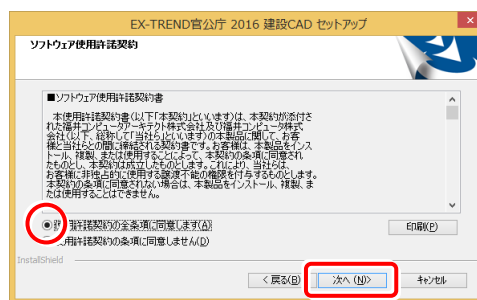 EX-TREND官公庁 2016 建設CAD セットアップ
ソフトウェア使用許諾契約
■ソフトウェア使用許諾契約書
本使用許諾契約書（以下「本契約」といいます）は、本契約が添付さ
れた福井コンピュータアーキテクト株式会社及び福井コンピュータ株式
会社（以下、総称して「当社ら」といいます）の本製品に関して、お客
様と当社らとの間に締結される契約書です。お客様は、本製品をインス
トール、複製、または使用することによって、本契約の条項に同意され
たものとし、本契約は成立したものとします。これにより、当社らは、
お客様に非独占的に使用する譲渡不能の権限を付与するものとします。
本契約の条項に同意されない場合は、本製品をインストール、複製、ま
たは使用することはできません。
使用許諾契約の全条項に同意します(A)
印刷(P)
使用許諾契約の条項に同意しません(D)
InstallShield
< 戻る(B)
次へ (N)>
キャンセル